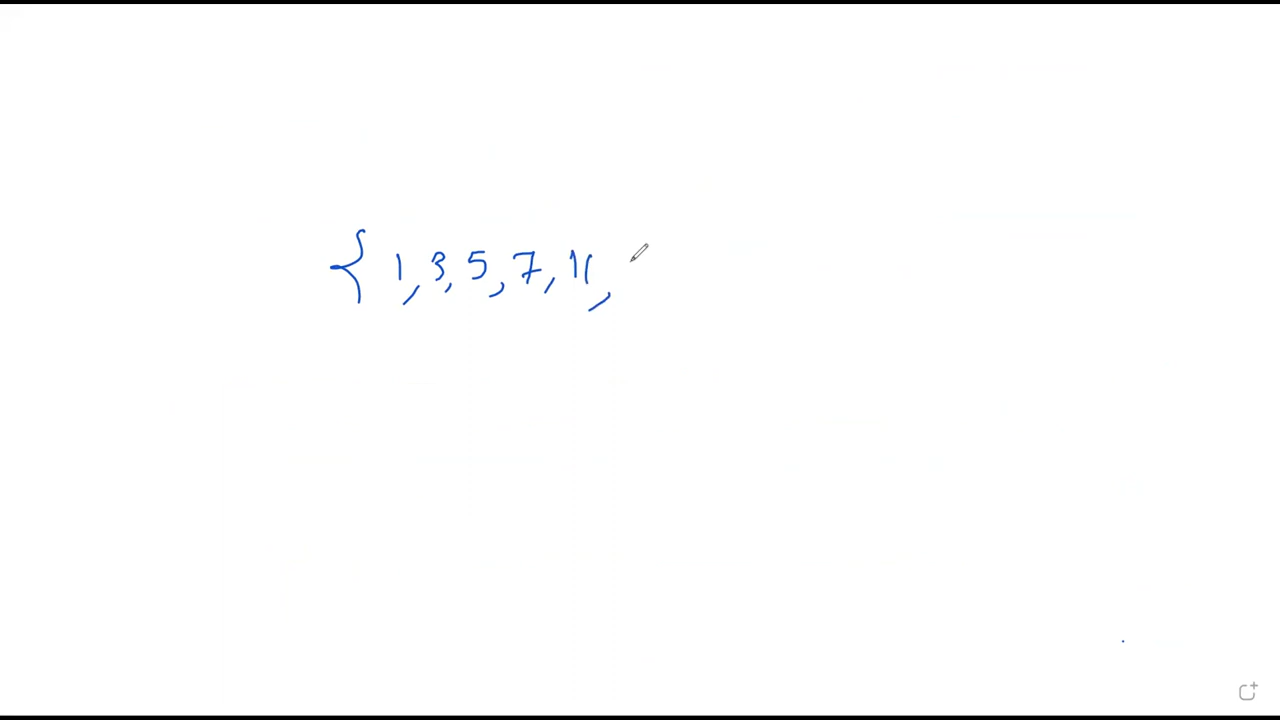 { 1, 3, 5, 7, 11,